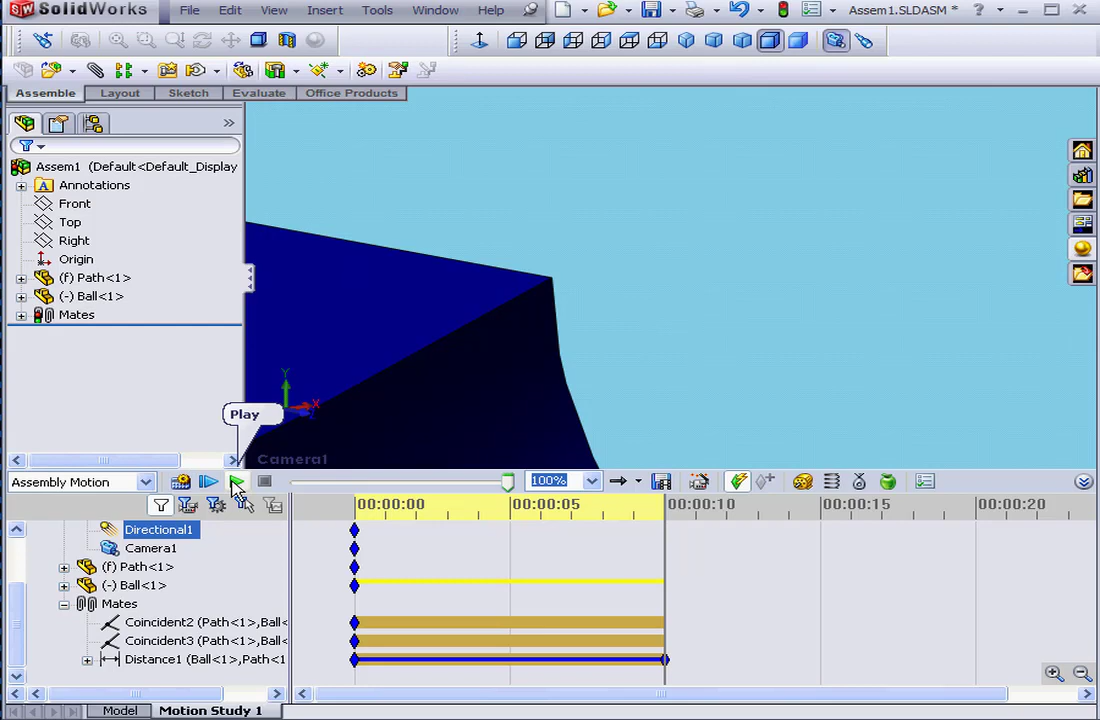 SolidWorks File Edit View Insert Tools Window Help Assem1.SLDASM *
Assemble Layout Sketch Evaluate Office Products
Assem1 (Default<Default_Display
Annotations
Front
Top
Right
Origin
(f) Path<1>
(-) Ball<1>
Mates
Y
X
Z
Play
Camera1
Assembly Motion 100%
00:00:00 00:00:05 00:00:10 00:00:15 00:00:20
Directional1
Camera1
(f) Path<1>
(-) Ball<1>
Mates
Coincident2 (Path<1>,Ball<
Coincident3 (Path<1>,Ball<
Distance1 (Ball<1>,Path<1
Model Motion Study 1